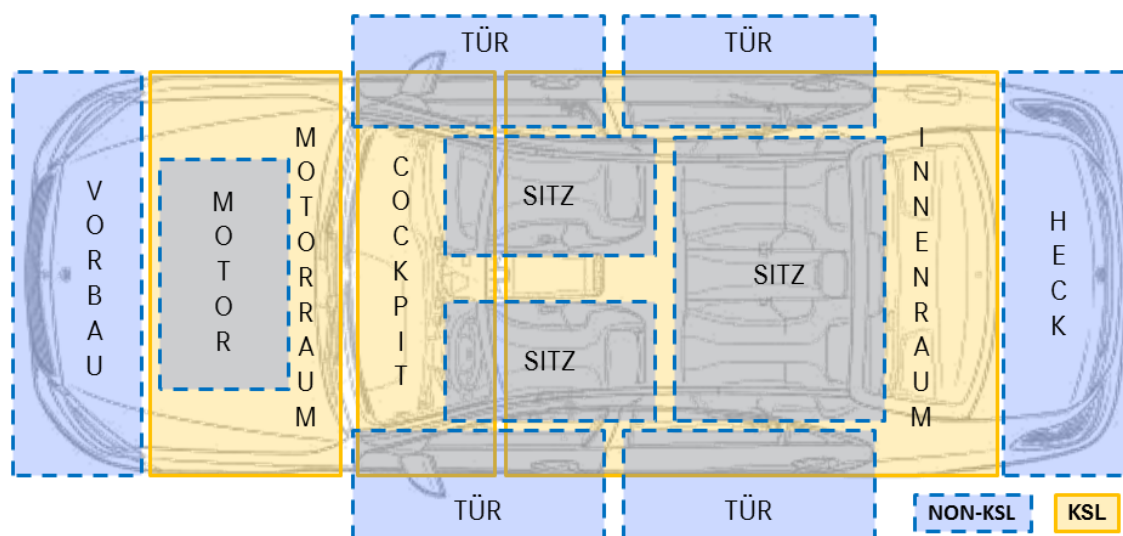 TÜR
TÜR
VORBAU
MOTOR
MOTORRAUM
COCKPIT
SITZ
SITZ
SITZ
INNENRAUM
HECK
TÜR
TÜR
NON-KSL
KSL